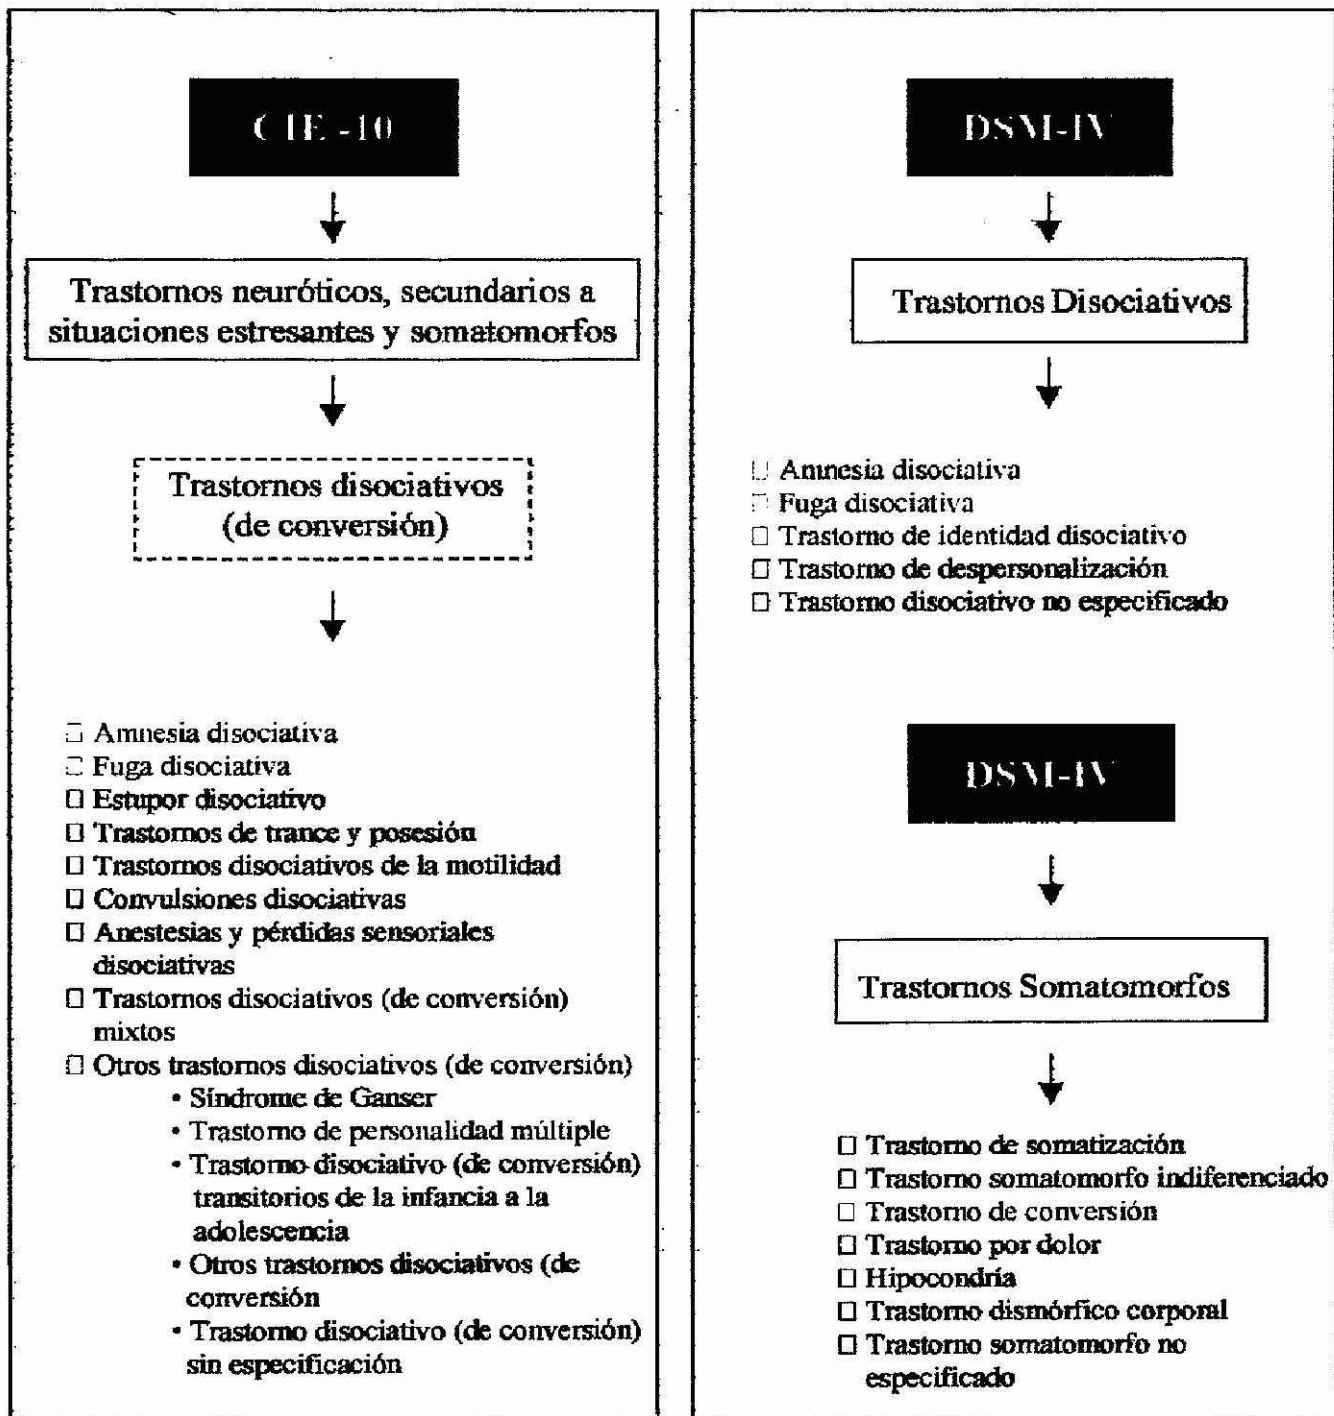 CIE-10
Trastornos neuróticos, secundarios a
situaciones estresantes y somatomorfos
Trastornos disociativos
(de conversión)
□ Amnesia disociativa
□ Fuga disociativa
□ Estupor disociativo
□ Trastornos de trance y posesión
□ Trastornos disociativos de la motilidad
□ Convulsiones disociativas
□ Anestesias y pérdidas sensoriales
disociativas
□ Trastornos disociativos (de conversión)
mixtos
□ Otros trastornos disociativos (de conversión)
• Síndrome de Ganser
• Trastorno de personalidad múltiple
• Trastorno disociativo (de conversión)
transitorios de la infancia a la
adolescencia
• Otros trastornos disociativos (de
conversión
• Trastorno disociativo (de conversión)
sin especificación
DSM-IV
Trastornos Disociativos
□ Amnesia disociativa
□ Fuga disociativa
□ Trastorno de identidad disociativo
□ Trastorno de despersonalización
□ Trastorno disociativo no especificado
DSM-IV
Trastornos Somatomorfos
□ Trastorno de somatización
□ Trastorno somatomorfo indiferenciado
□ Trastorno de conversión
□ Trastorno por dolor
□ Hipocondría
□ Trastorno dismórfico corporal
□ Trastorno somatomorfo no
especificado